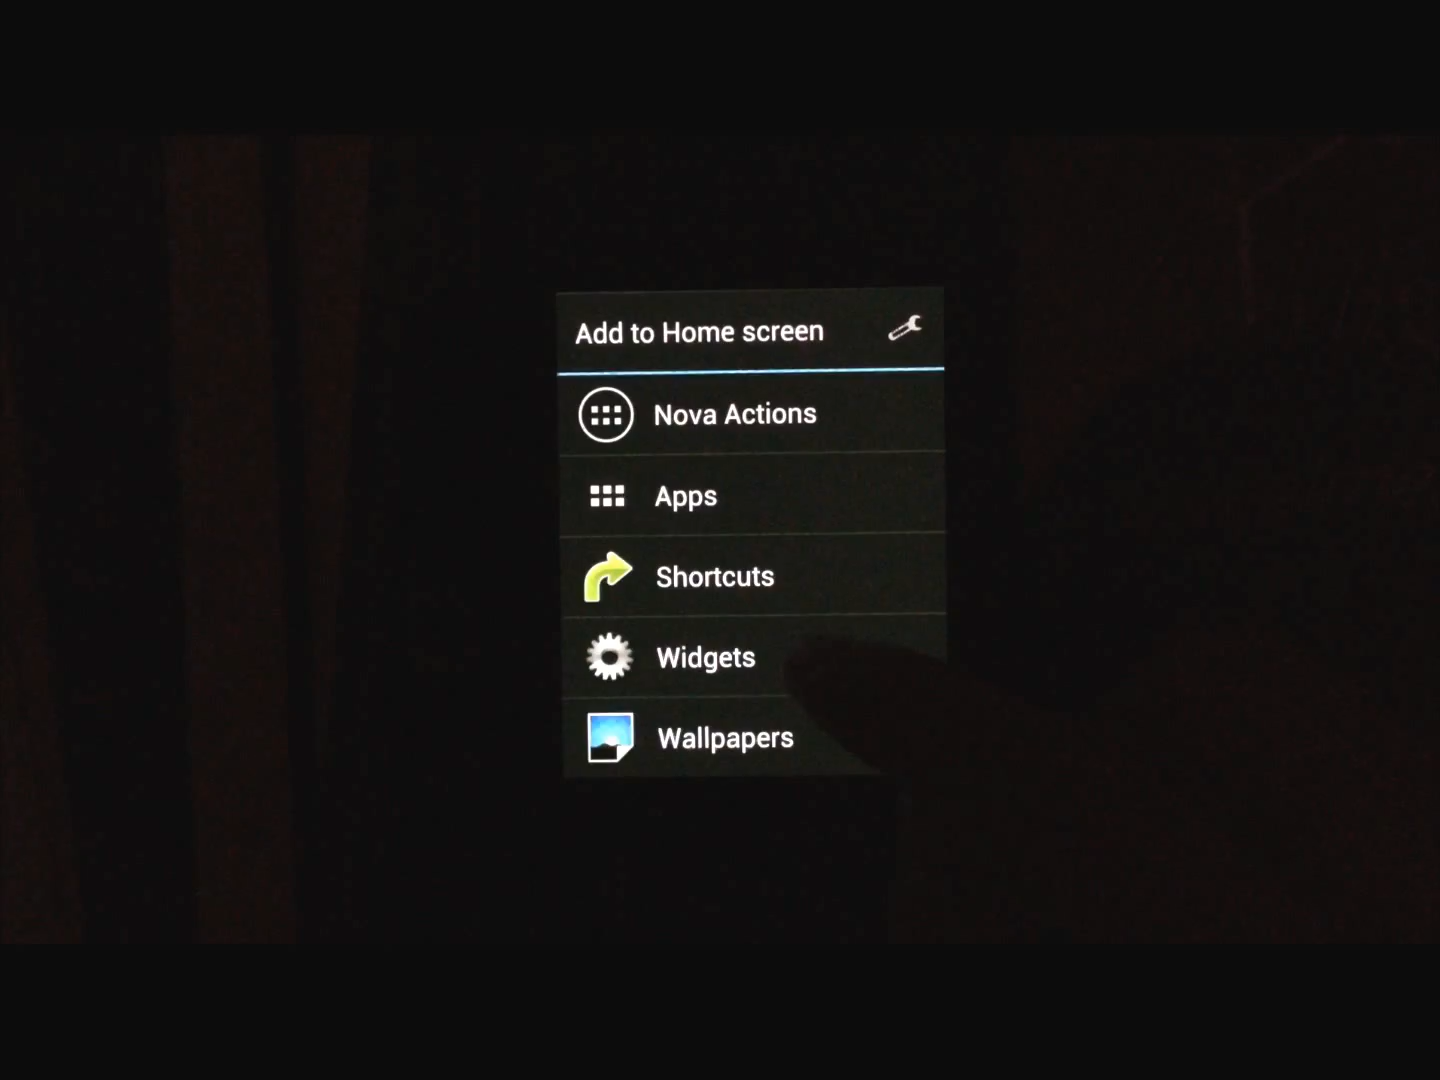 Add to Home screen
Nova Actions
Apps
Shortcuts
Widgets
Wallpapers